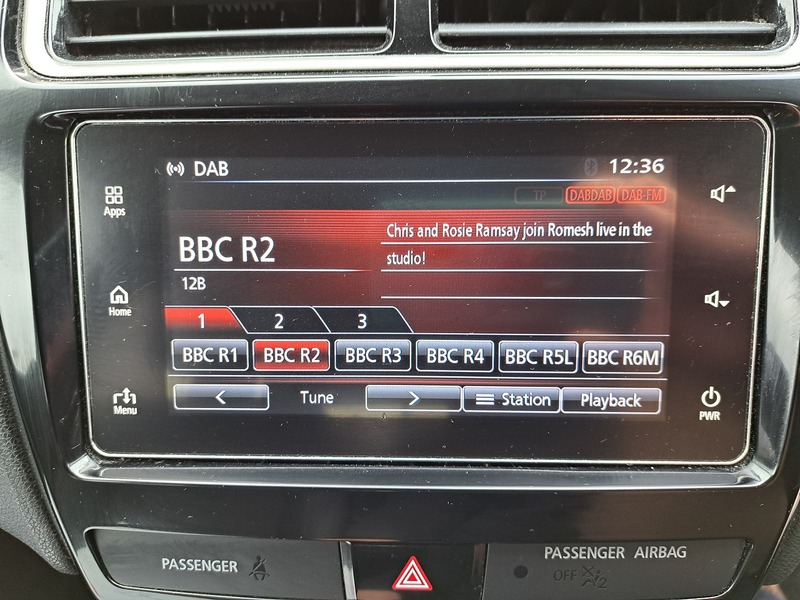 DAB
12:36
TP DABDAB DAB-FM
Apps
BBC R2
Chris and Rosie Ramsay join Romesh live in the
studio!
12B
Home
1 2 3
BBC R1 BBC R2 BBC R3 BBC R4 BBC R5L BBC R6M
< Tune > Station Playback
Menu
PWR
PASSENGER
PASSENGER AIRBAG
OFF 2